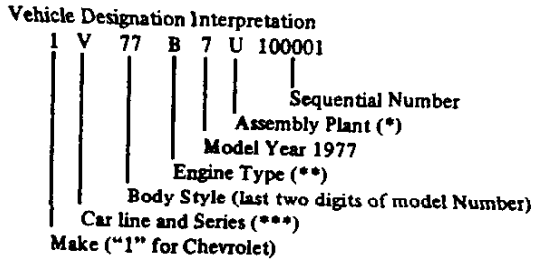 Vehicle Designation Interpretation
1 V 77 B 7 U 100001
Sequential Number
Assembly Plant (*)
Model Year 1977
Engine Type (**)
Body Style (last two digits of model Number)
Car line and Series (***)
Make ("1" for Chevrolet)